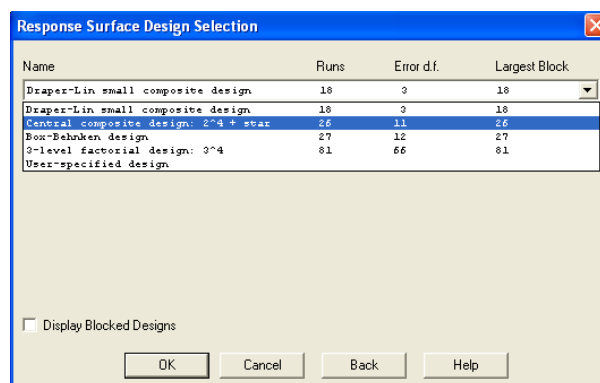 Response Surface Design Selection
Name Runs Error d.f. Largest Block
Draper-Lin small composite design 18 3 18
Draper-Lin small composite design 18 3 18
Central composite design: 2^4 + star 26 11 26
Box-Behnken design 27 12 27
3-level factorial design: 3^4 81 66 81
User-specified design
Display Blocked Designs
OK Cancel Back Help